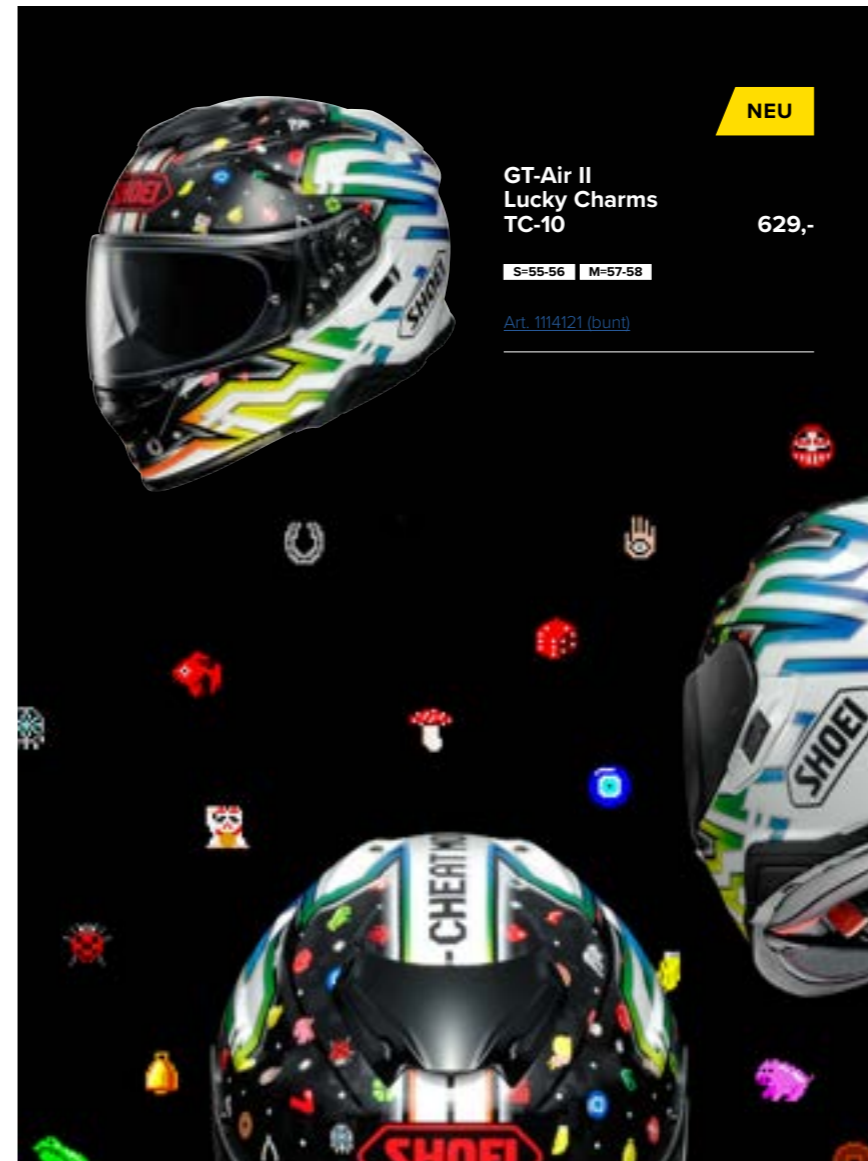 NEU
GT-Air II
Lucky Charms
TC-10 629,-
S=55-56 M=57-58
Art. 1114121 (bunt)
SHOEI
SHOEI
SHOEI
-CHEAT
SHOEI